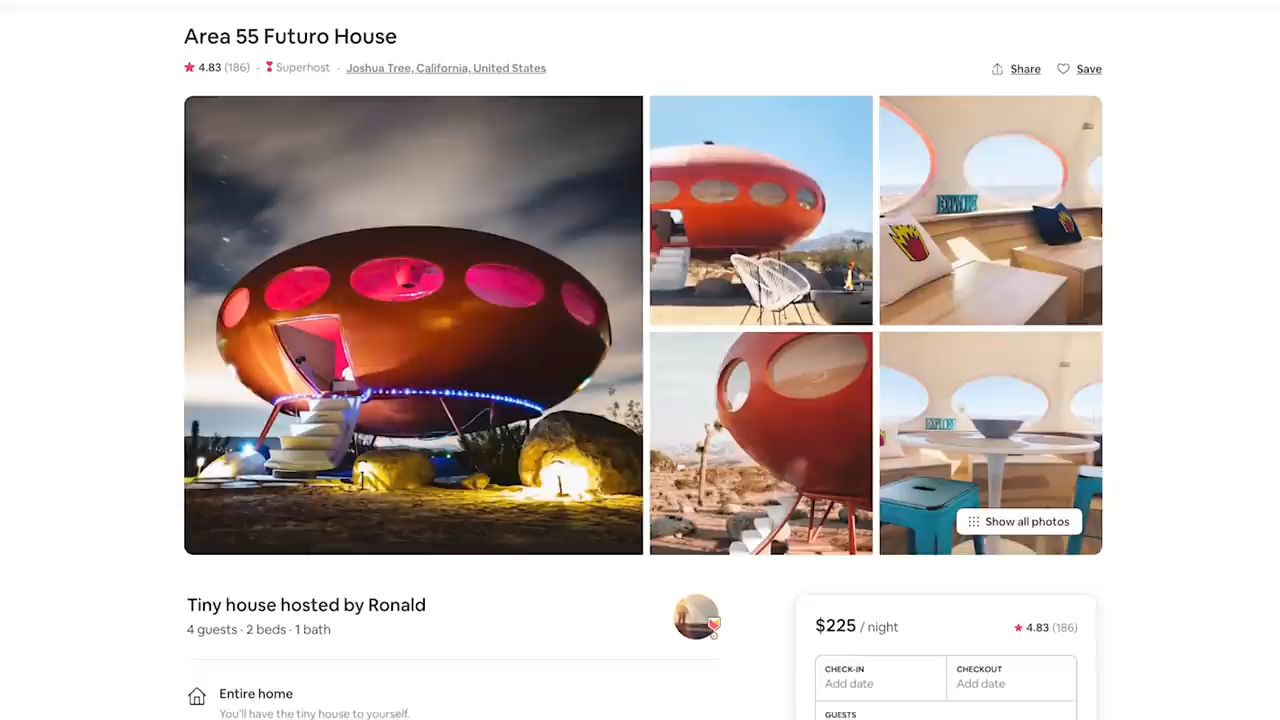 Area 55 Futuro House
4.83 (186) · Superhost · Joshua Tree, California, United States
Share Save
EXPLORE
EXPLORE
Show all photos
Tiny house hosted by Ronald
4 guests · 2 beds · 1 bath
$225 / night
4.83 (186)
CHECK-IN CHECKOUT
Add date Add date
Entire home
You'll have the tiny house to yourself.
GUESTS